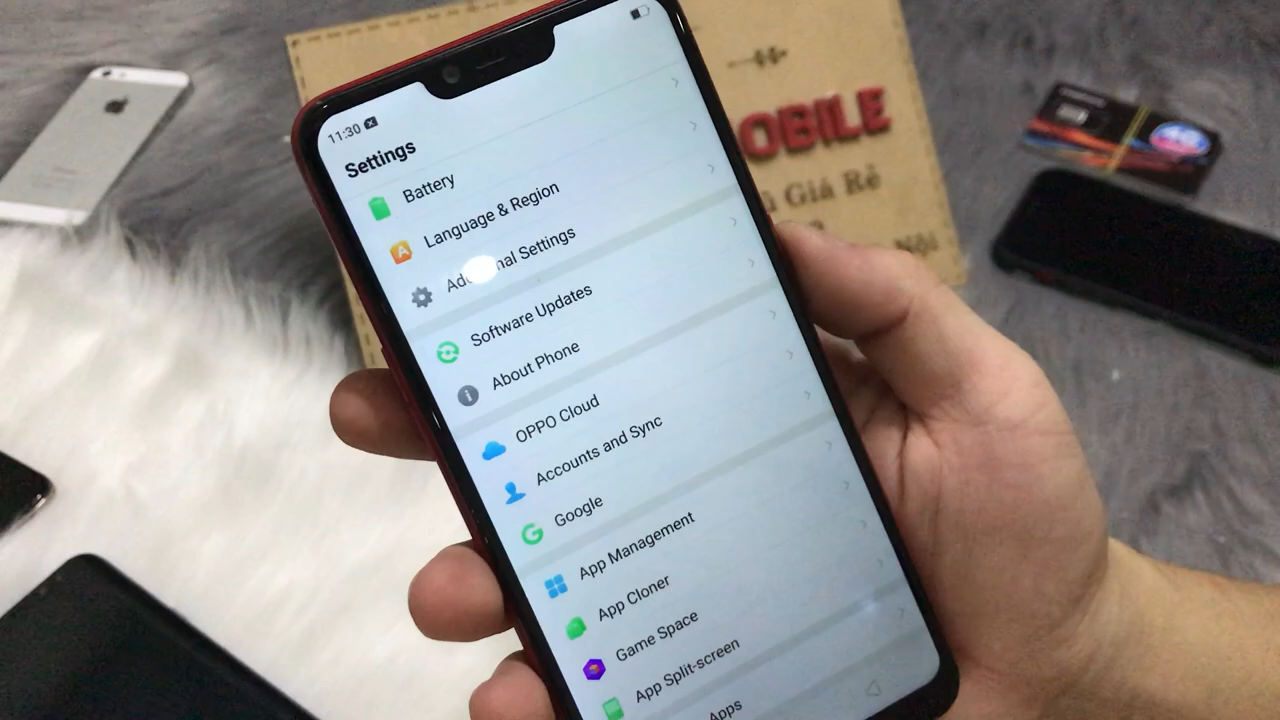 11:30
Settings
Battery
Language & Region
Software Updates
About Phone
OPPO Cloud
Accounts and Sync
Google
App Management
App Cloner
Game Space
App Split-screen
Apps
OBILE
Giá Rẻ
Nội